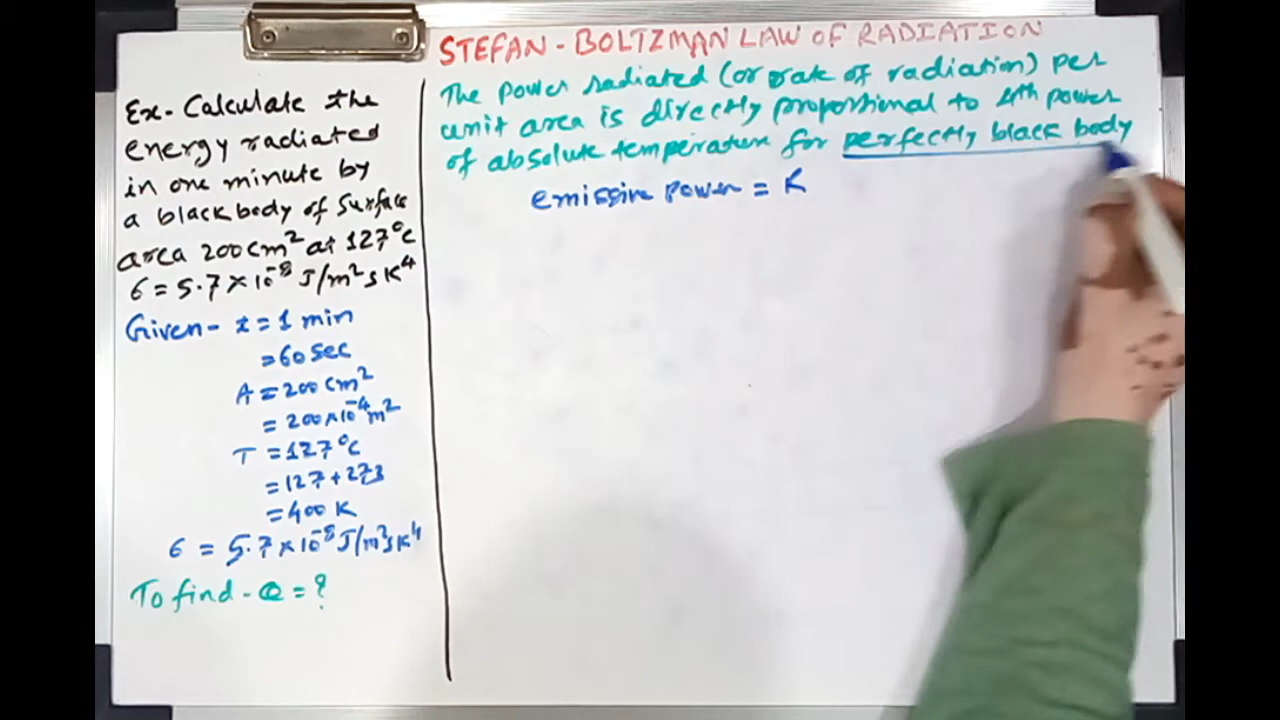 STEFAN - BOLTZMAN LAW OF RADIATION
The power radiated (or rate of radiation) per
unit area is directly proportional to 4th power
of absolute temperature for perfectly black body
emissive power = K
Ex- Calculate the
energy radiated
in one minute by
a blackbody of surface
area 200 cm² at 127°C
σ = 5.7 × 10⁻⁸ J/m² s K⁴
Given - t = 1 min
= 60 sec
A = 200 cm²
= 200 × 10⁻⁴ m²
T = 127°C
= 127 + 273
= 400 K
σ = 5.7 × 10⁻⁸ J/m² s K⁴
To find - Q = ?